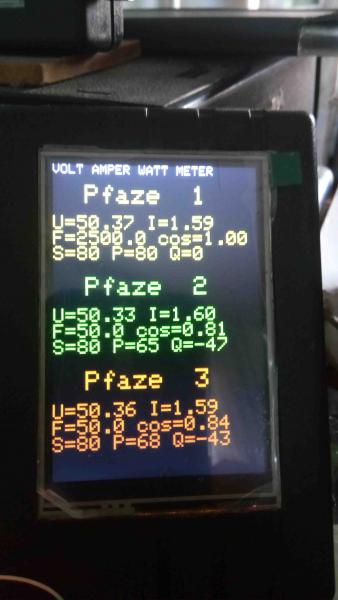 VOLT AMPER WATT METER
Pfaze 1
U=50.37 I=1.59
F=2500.0 cos=1.00
S=80 P=80 Q=0
Pfaze 2
U=50.33 I=1.60
F=50.0 cos=0.81
S=80 P=65 Q=-47
Pfaze 3
U=50.36 I=1.59
F=50.0 cos=0.84
S=80 P=68 Q=-43